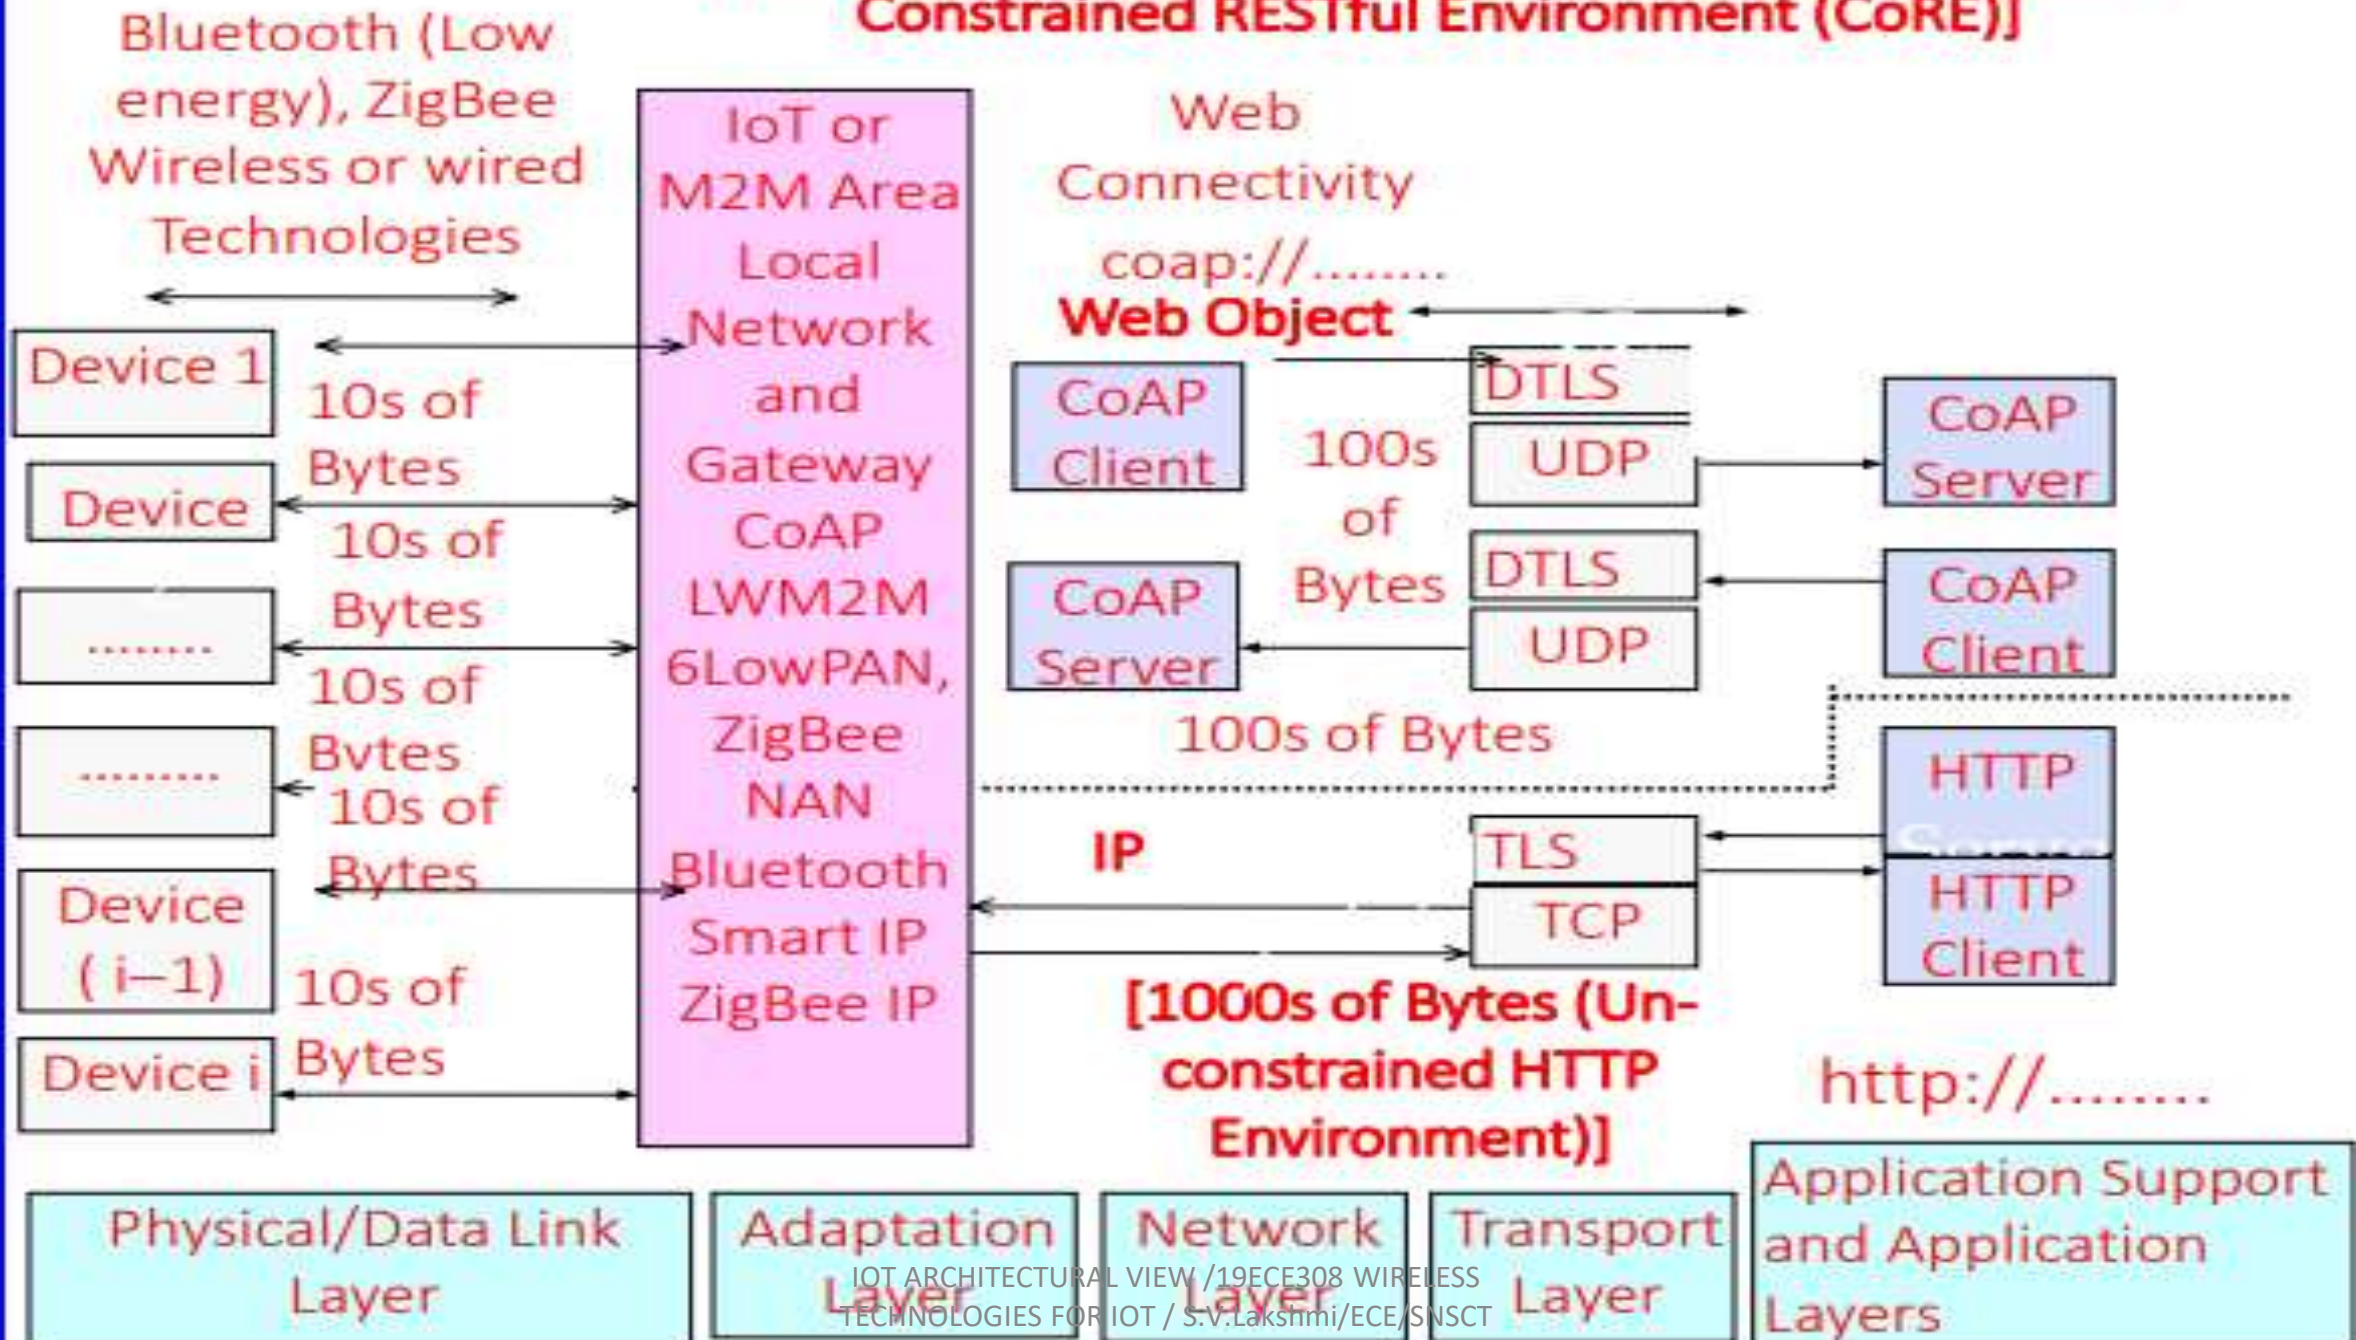 Constrained RESTful Environment (CoRE)]
Bluetooth (Low
energy), ZigBee
Wireless or wired
Technologies
Device 1
10s of
Bytes
Device
10s of
Bytes
........
10s of
Bytes
.........
10s of
Bytes
Device
( i–1)
10s of
Bytes
Device i
IoT or
M2M Area
Local
Network
and
Gateway
CoAP
LWM2M
6LowPAN,
ZigBee
NAN
Bluetooth
Smart IP
ZigBee IP
Web
Connectivity
coap://........
Web Object
CoAP
Client
100s
of
Bytes
DTLS
UDP
CoAP
Server
CoAP
Server
DTLS
UDP
CoAP
Client
100s of Bytes
IP
TLS
TCP
HTTP
HTTP
Client
[1000s of Bytes (Un-
constrained HTTP
Environment)]
http://........
Physical/Data Link
Layer
Adaptation
Layer
Network
Layer
Transport
Layer
Application Support
and Application
Layers
IOT ARCHITECTURAL VIEW /19ECE308 WIRELESS
TECHNOLOGIES FOR IOT / S.V.Lakshmi/ECE/SNSCT